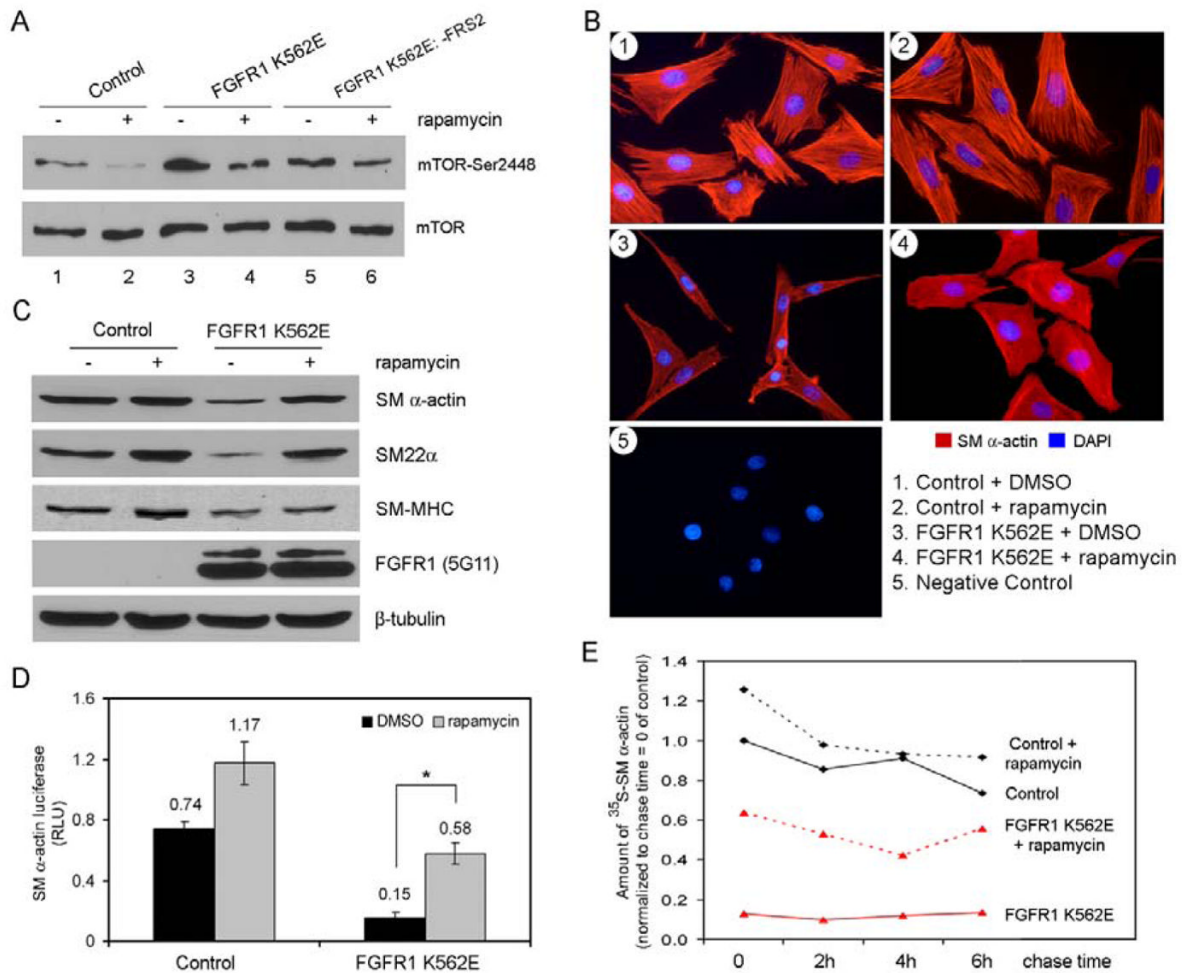 A
Control
FGFR1 K562E
FGFR1 K562E: -FRS2
- + - + - + rapamycin
mTOR-Ser2448
mTOR
1 2 3 4 5 6
B
1
2
3
4
5
SM α-actin DAPI
1. Control + DMSO
2. Control + rapamycin
3. FGFR1 K562E + DMSO
4. FGFR1 K562E + rapamycin
5. Negative Control
C
Control FGFR1 K562E
- + - + rapamycin
SM α-actin
SM22α
SM-MHC
FGFR1 (5G11)
β-tubulin
D
SM α-actin luciferase
(RLU)
1.6
1.2
0.8
0.4
0
DMSO rapamycin
0.74
1.17
0.15
0.58
*
Control
FGFR1 K562E
E
Amount of ³⁵S-SM α-actin
(normalized to chase time = 0 of control)
1.4
1.2
1.0
0.8
0.6
0.4
0.2
0.0
Control +
rapamycin
Control
FGFR1 K562E
+ rapamycin
FGFR1 K562E
0 2h 4h 6h chase time